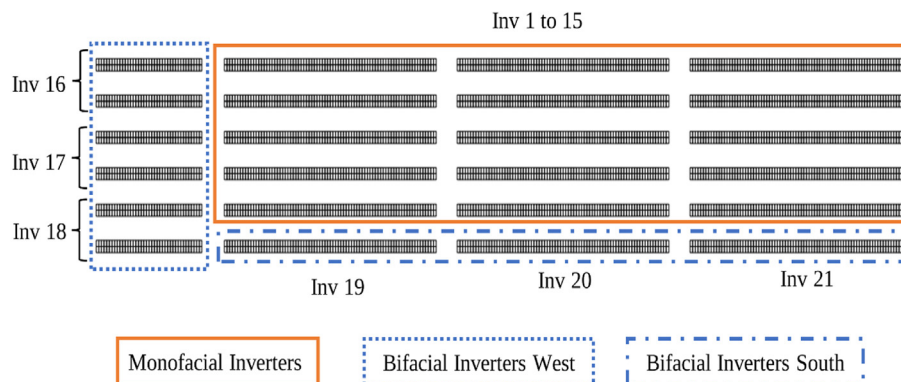 Inv 1 to 15
Inv 16
Inv 17
Inv 18
Inv 19
Inv 20
Inv 21
Monofacial Inverters
Bifacial Inverters West
Bifacial Inverters South